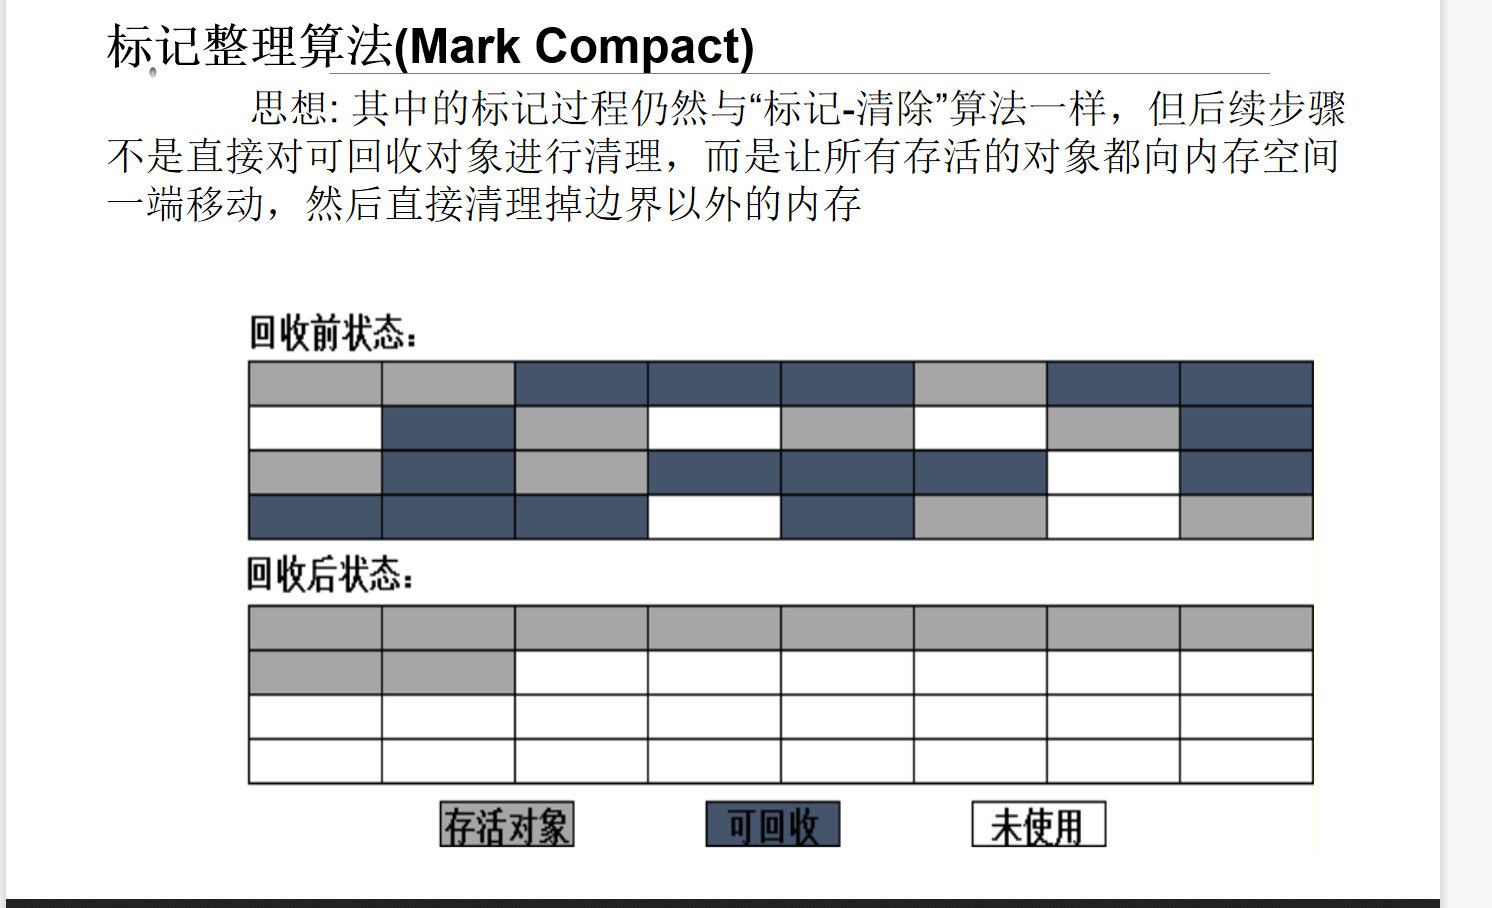 标记整理算法(Mark Compact)
思想: 其中的标记过程仍然与“标记-清除”算法一样，但后续步骤
不是直接对可回收对象进行清理，而是让所有存活的对象都向内存空间
一端移动，然后直接清理掉边界以外的内存
回收前状态：
回收后状态：
存活对象
可回收
未使用